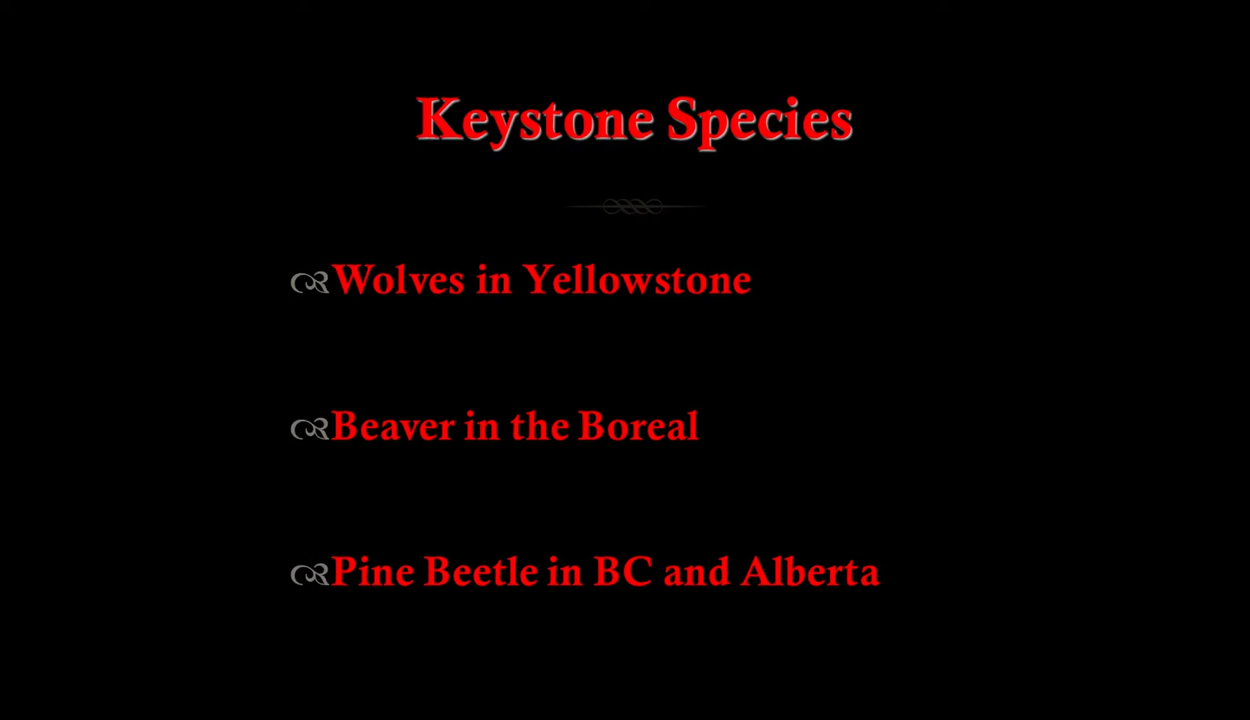 Keystone Species
Wolves in Yellowstone
Beaver in the Boreal
Pine Beetle in BC and Alberta